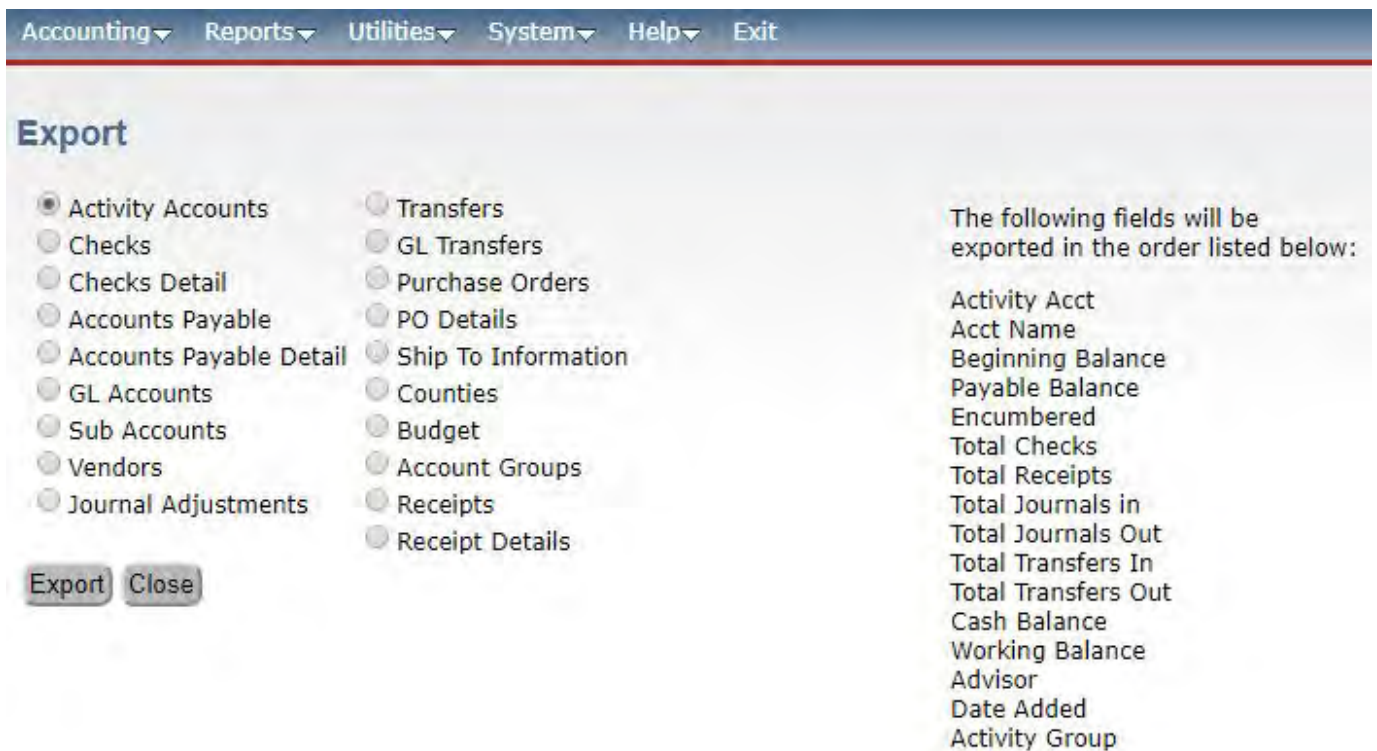 Accounting Reports Utilities System Help Exit
Export
Activity Accounts
Checks
Checks Detail
Accounts Payable
Accounts Payable Detail
GL Accounts
Sub Accounts
Vendors
Journal Adjustments
Transfers
GL Transfers
Purchase Orders
PO Details
Ship To Information
Counties
Budget
Account Groups
Receipts
Receipt Details
Export Close
The following fields will be
exported in the order listed below:
Activity Acct
Acct Name
Beginning Balance
Payable Balance
Encumbered
Total Checks
Total Receipts
Total Journals in
Total Journals Out
Total Transfers In
Total Transfers Out
Cash Balance
Working Balance
Advisor
Date Added
Activity Group